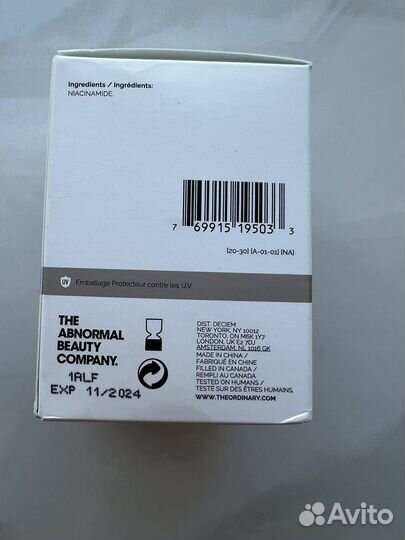 Ingredients / Ingrédients:
NIACINAMIDE.
7 69915 19503 3
[20-30] [A-01-01] [NA]
UV Emballage Protecteur contre les U.V.
THE
ABNORMAL
BEAUTY
COMPANY.
1ALF
EXP 11/2024
DIST. DECIEM
NEW YORK, NY 10012
TORONTO, ON M6K 1Y7
LONDON, UK E2 7DJ
AMSTERDAM, NL 1016 GK
MADE IN CHINA /
FABRIQUÉ EN CHINE
FILLED IN CANADA /
REMPLI AU CANADA
TESTED ON HUMANS /
TESTÉ SUR DES ÊTRES HUMAINS.
WWW.THEORDINARY.COM
Avito